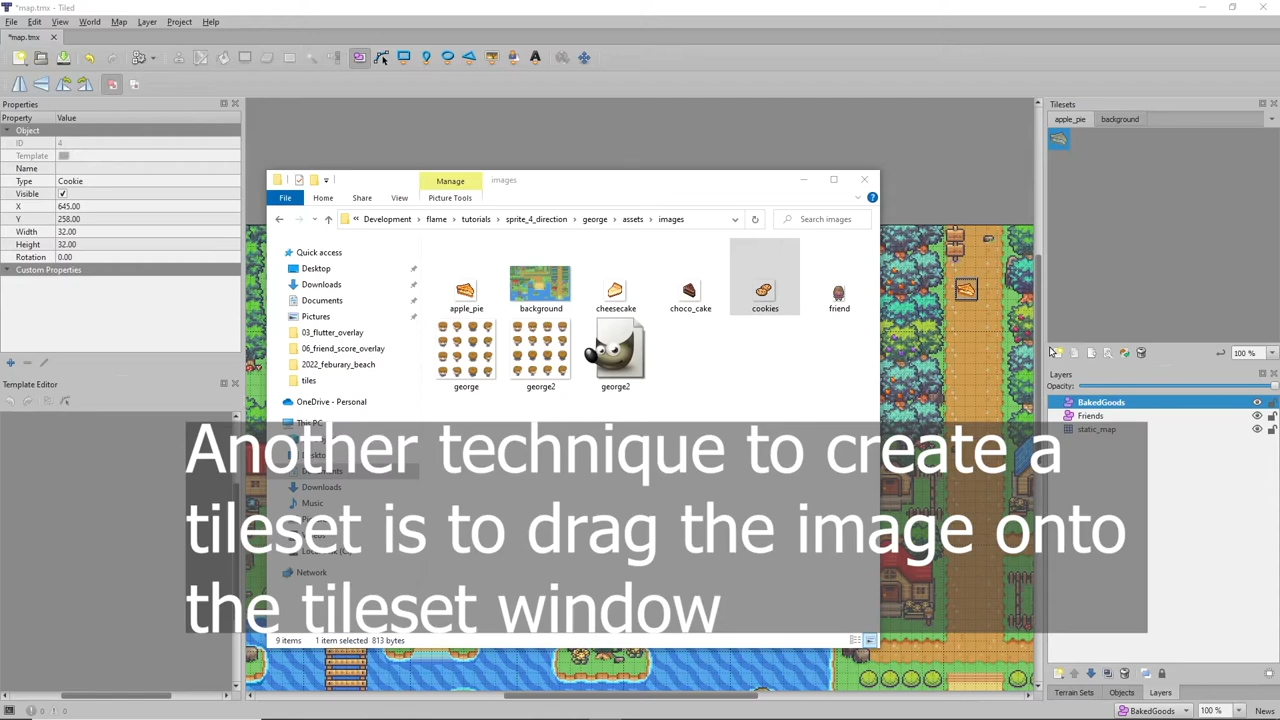 *map.tmx - Tiled
File Edit View World Map Layer Project Help
*map.tmx
Properties
Property Value
Object
ID 4
Template
Name
Type Cookie
Visible
X 645.00
Y 258.00
Width 32.00
Height 32.00
Rotation 0.00
Custom Properties
Template Editor
Manage images
File Home Share View Picture Tools
Development flame tutorials sprite_4_direction george assets images
Search images
Quick access
Desktop
Downloads
Documents
Pictures
03_flutter_overlay
06_friend_score_overlay
2022_feburary_beach
tiles
OneDrive - Personal
This PC
Downloads
Music
Network
apple_pie background cheesecake choco_cake cookies friend
george george2 george2
9 items 1 item selected 813 bytes
Another technique to create a
tileset is to drag the image onto
the tileset window
Tilesets
apple_pie background
100 %
Layers
Opacity:
BakedGoods
Friends
static_map
Terrain Sets Objects Layers
0 0
BakedGoods 100 % News